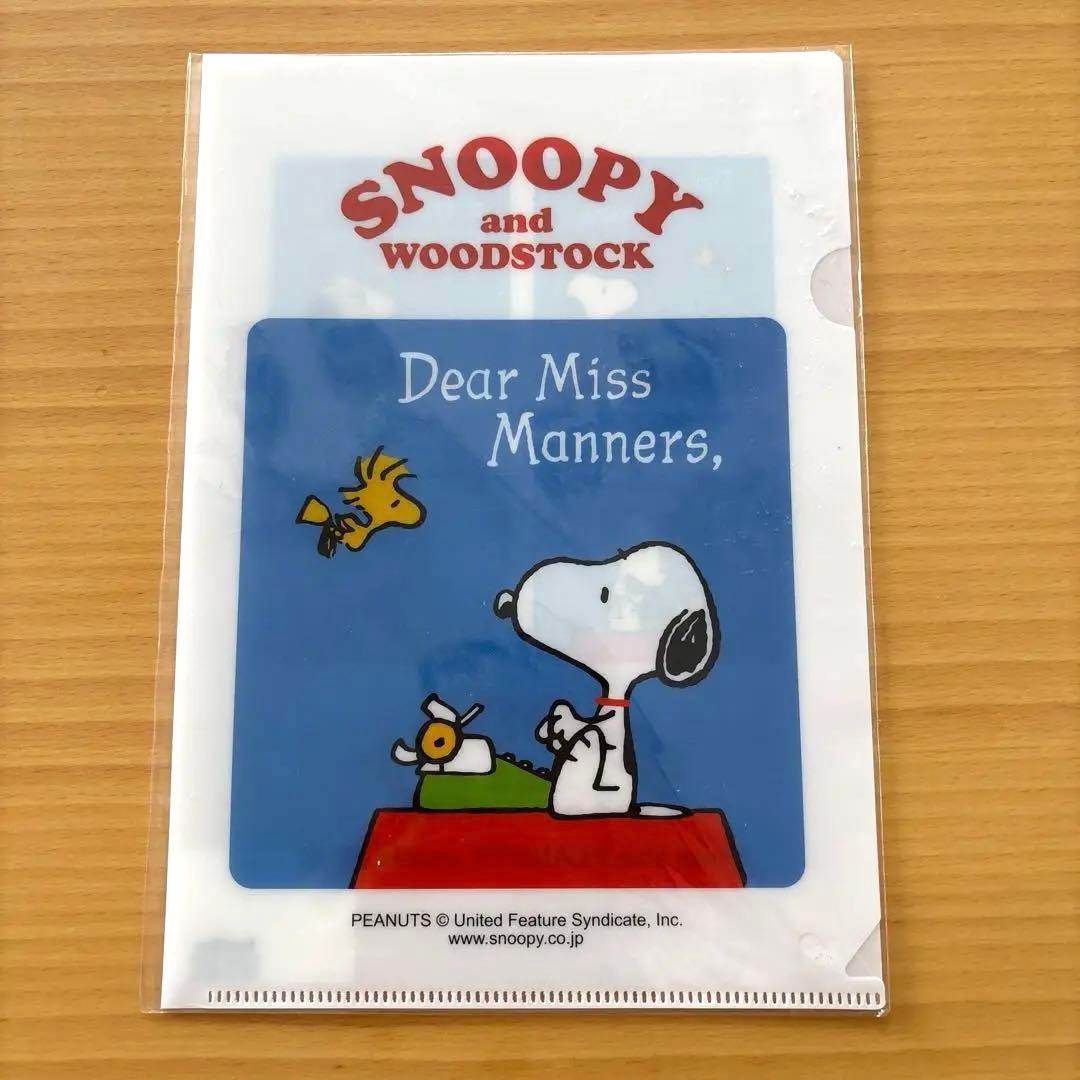 SNOOPY
and
WOODSTOCK
Dear Miss
Manners,
PEANUTS © United Feature Syndicate, Inc.
www.snoopy.co.jp